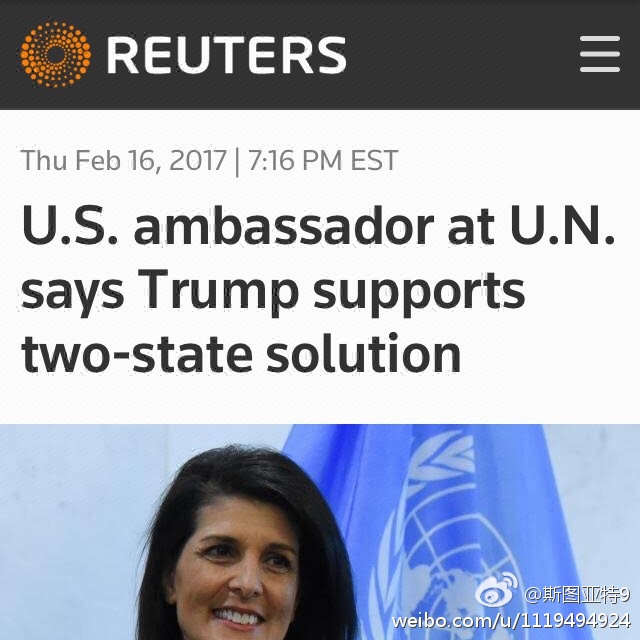 REUTERS
Thu Feb 16, 2017 | 7:16 PM EST
U.S. ambassador at U.N.
says Trump supports
two-state solution
@斯图亚特9
weibo.com/u/1119494924